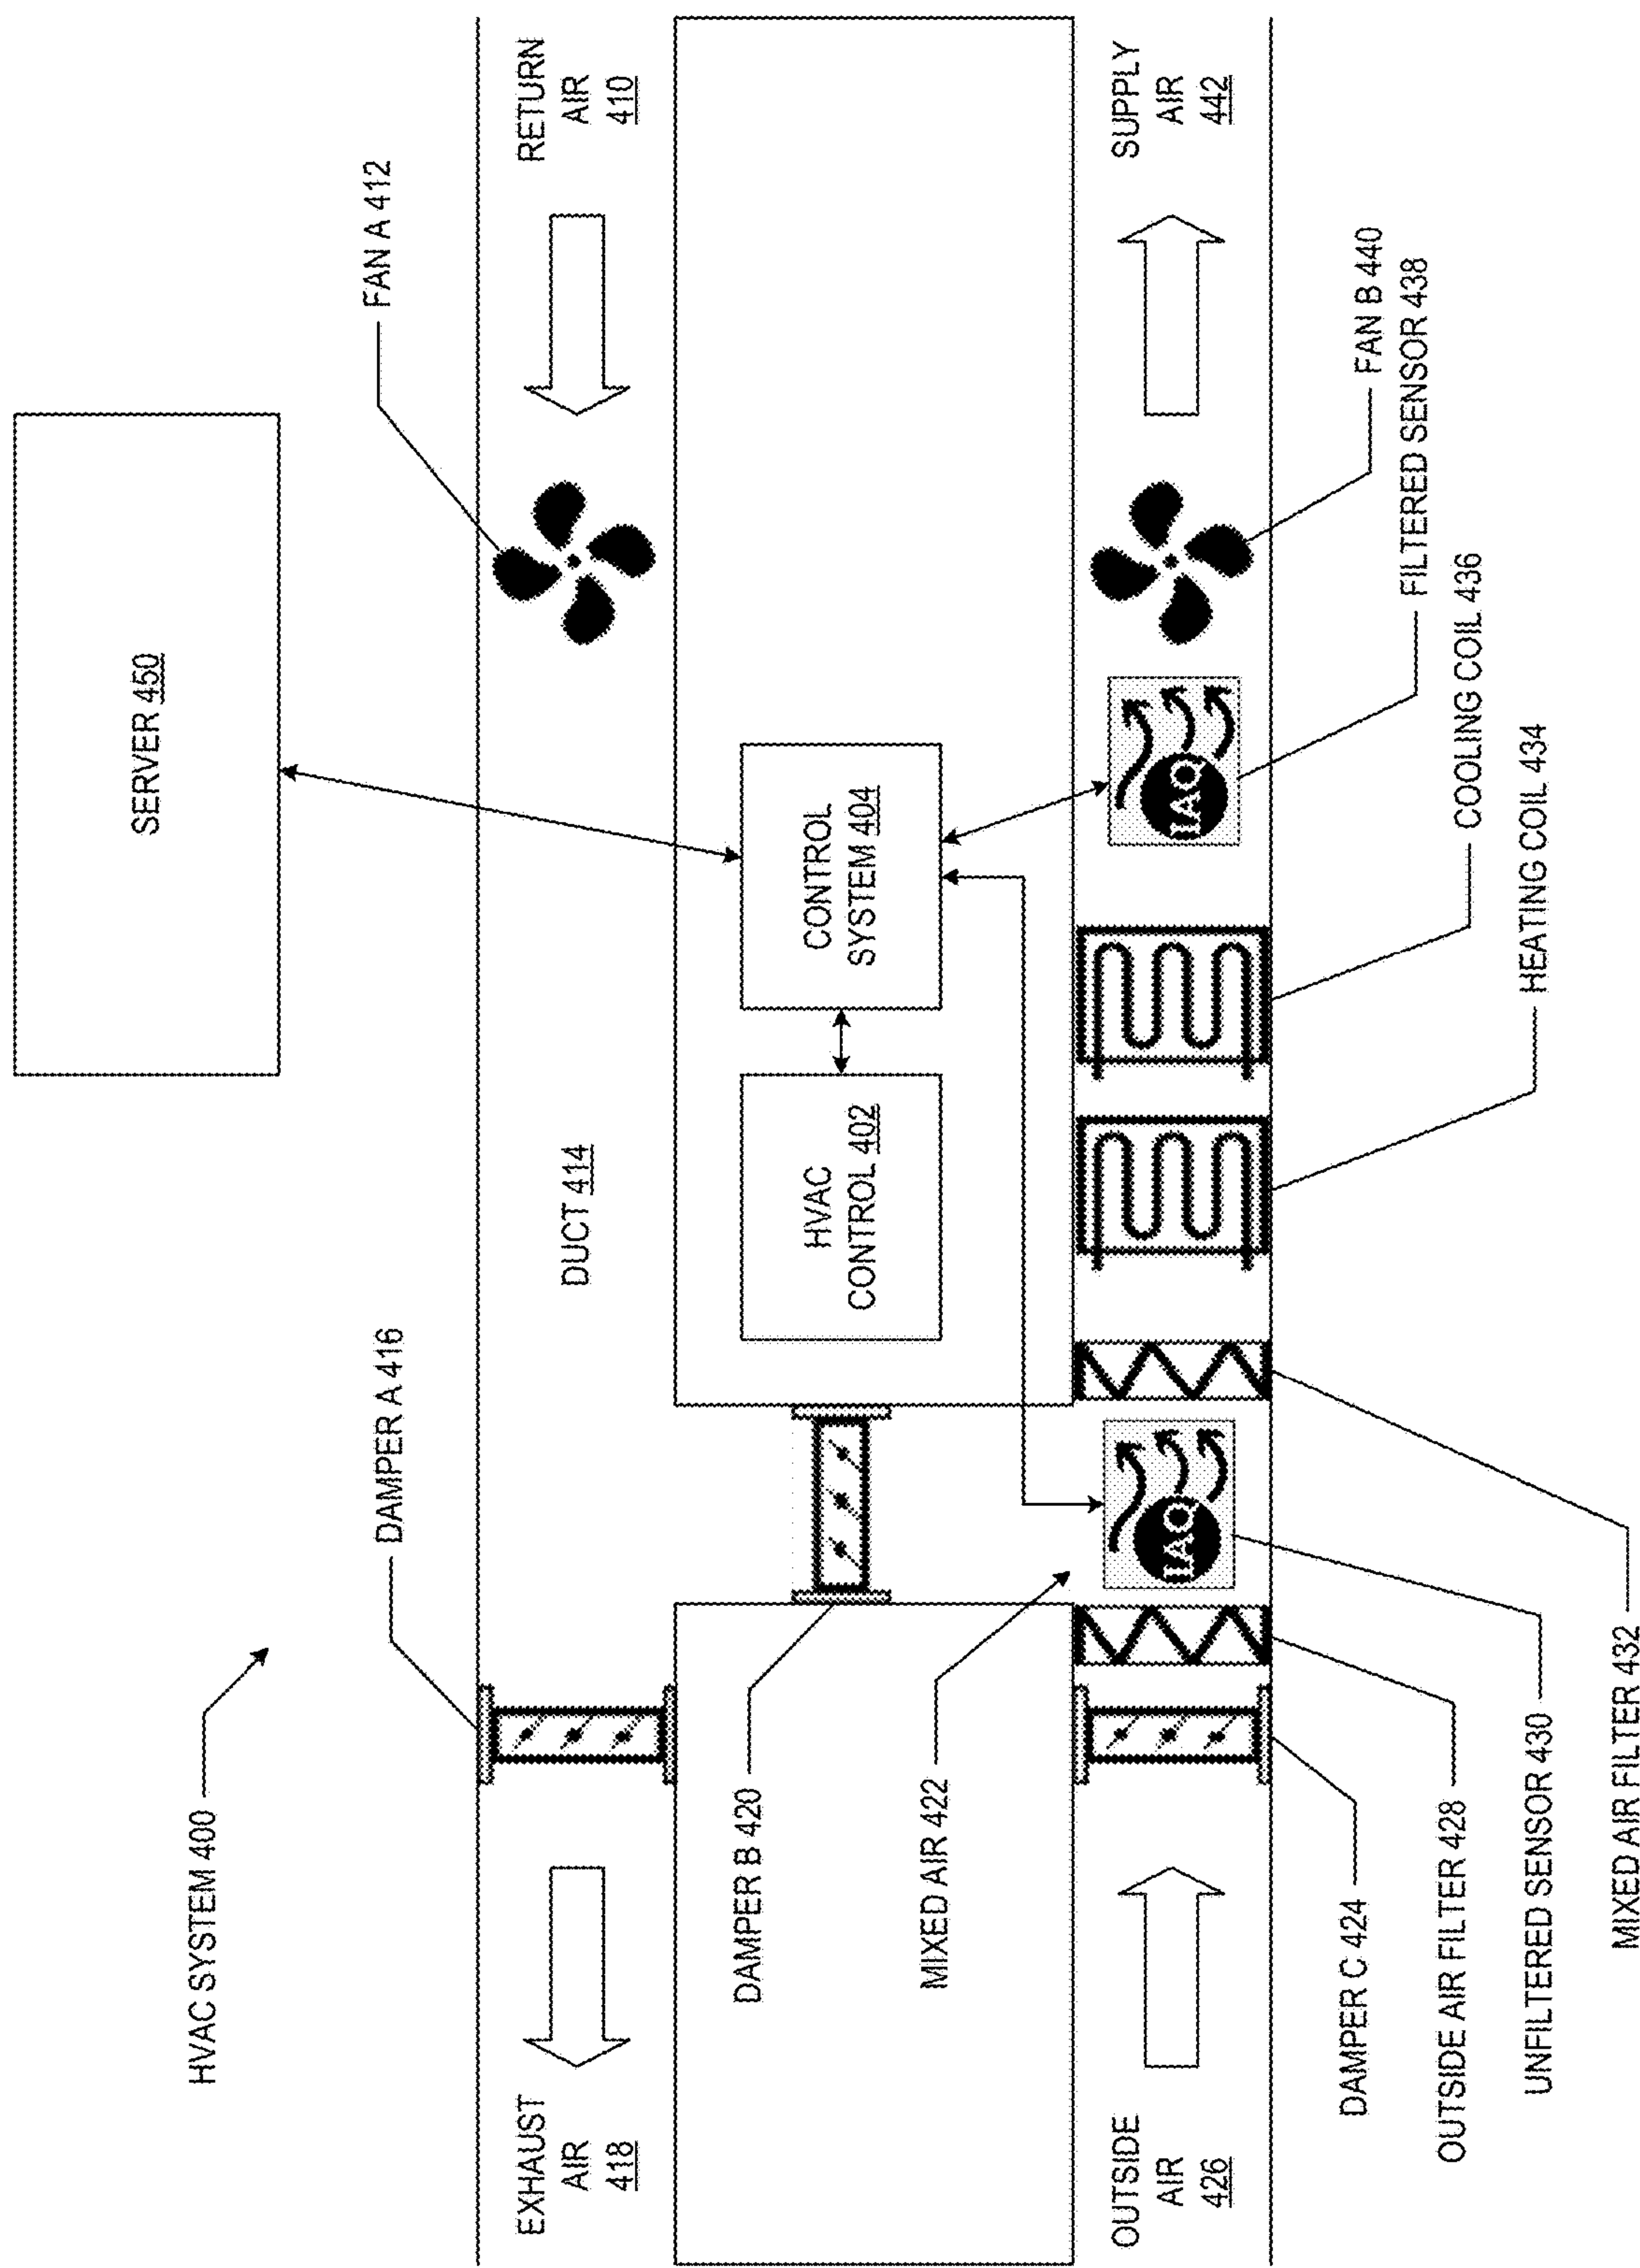 HVAC SYSTEM 400
SERVER 450
DAMPER A 416
FAN A 412
EXHAUST
AIR
418
DUCT 414
RETURN
AIR
410
DAMPER B 420
HVAC
CONTROL 402
CONTROL
SYSTEM 404
MIXED AIR 422
OUTSIDE
AIR
426
IAQ
IAQ
SUPPLY
AIR
442
DAMPER C 424
OUTSIDE AIR FILTER 428
UNFILTERED SENSOR 430
MIXED AIR FILTER 432
FAN B 440
FILTERED SENSOR 438
COOLING COIL 436
HEATING COIL 434